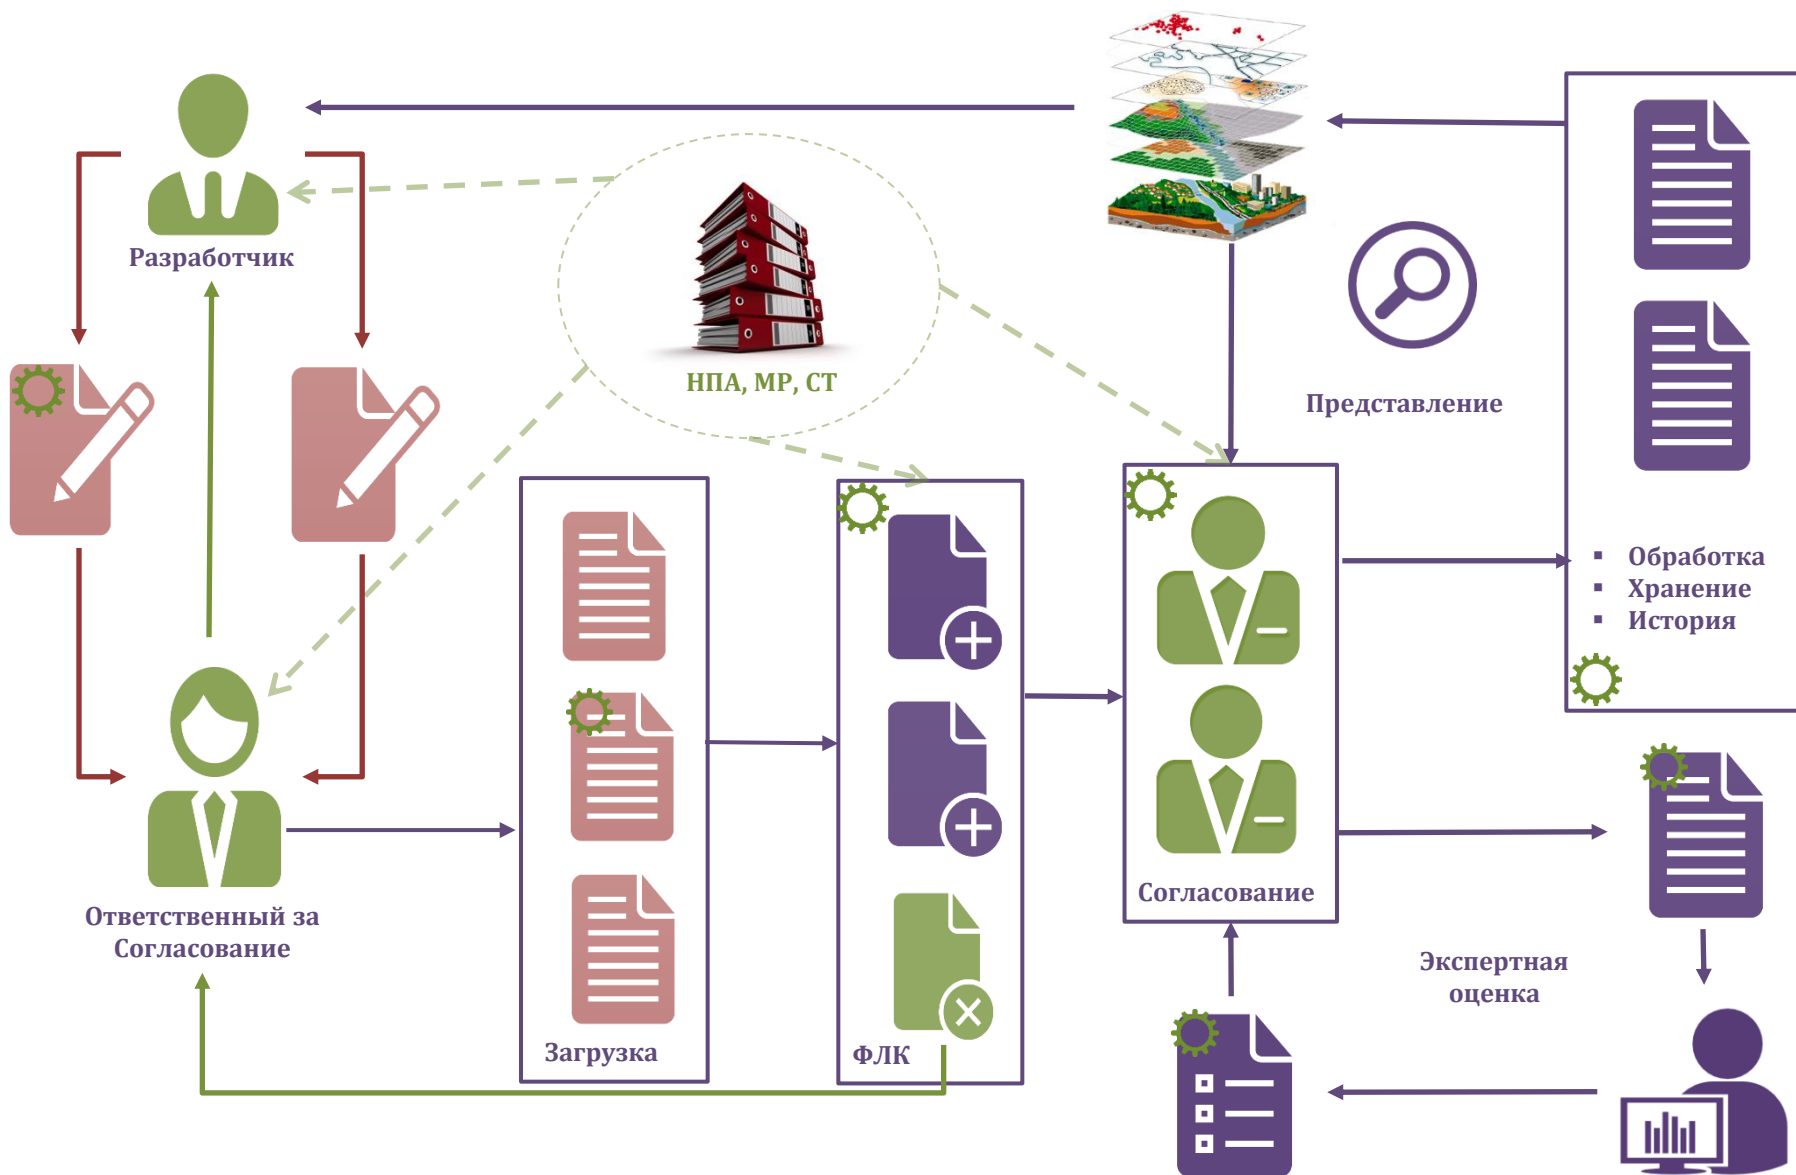 Разработчик
НПА, МР, СТ
Представление
▪ Обработка
▪ Хранение
▪ История
Ответственный за
Согласование
Загрузка
ФЛК
Согласование
Экспертная
оценка